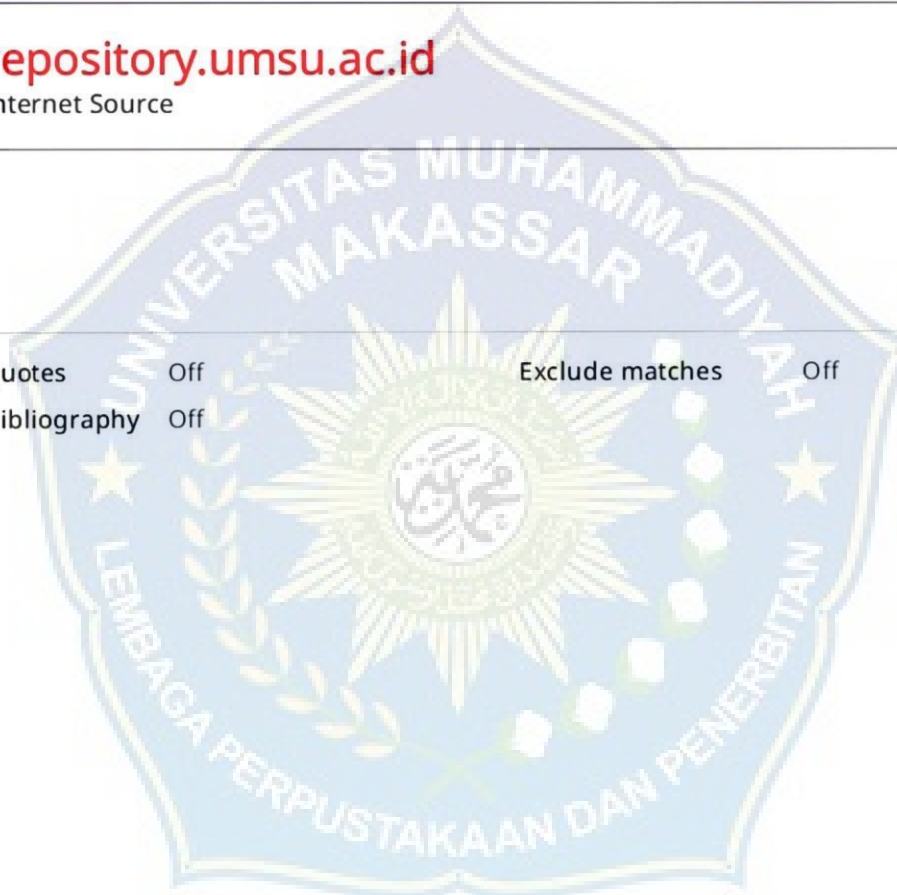 epository.umsu.ac.id
nternet Source
UNIVERSITAS MUHAMMADIYAH
MAKASSAR
uotes Off Exclude matches Off
ibliography Off
محمدية
LEMBAGA PERPUSTAKAAN DAN PENERBITAN